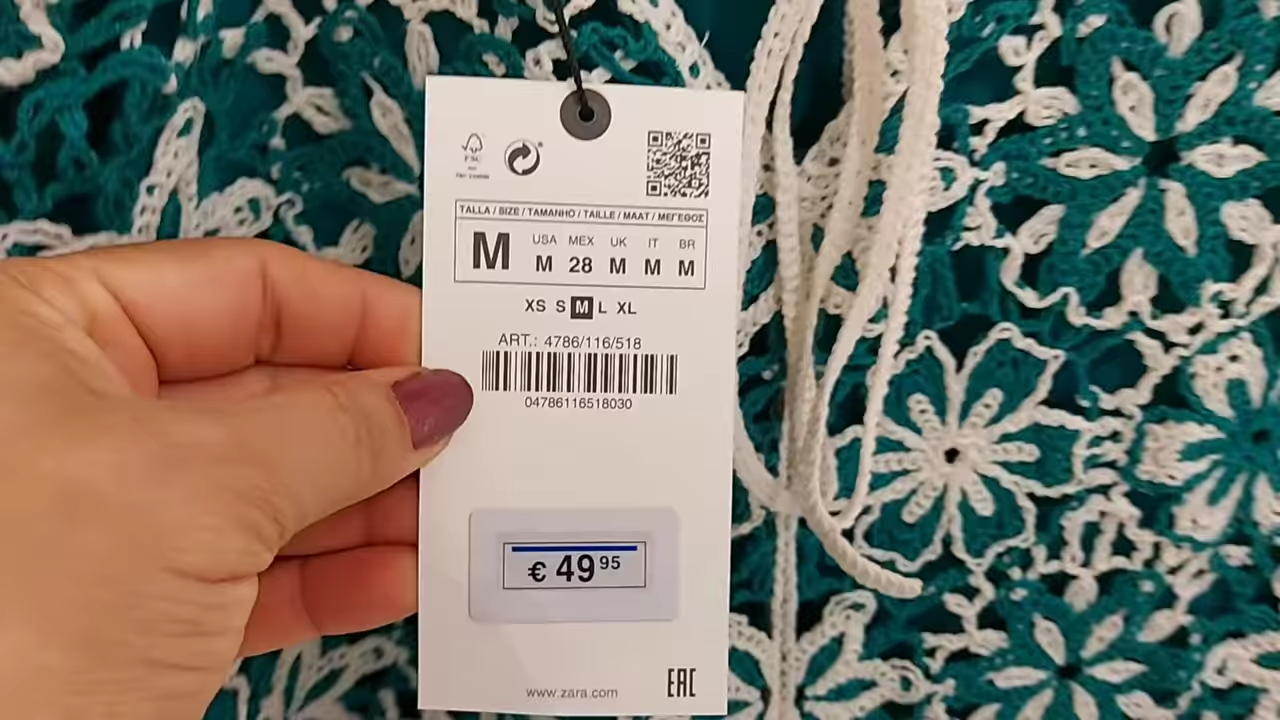 FSC
TALLA / SIZE / TAMANHO / TAILLE / MAAT / ΜΕΓΕΘΟΣ
M
USA MEX UK IT BR
M 28 M M M
XS S M L XL
ART.: 4786/116/518
04786116518030
€ 49 95
www.zara.com
EAC